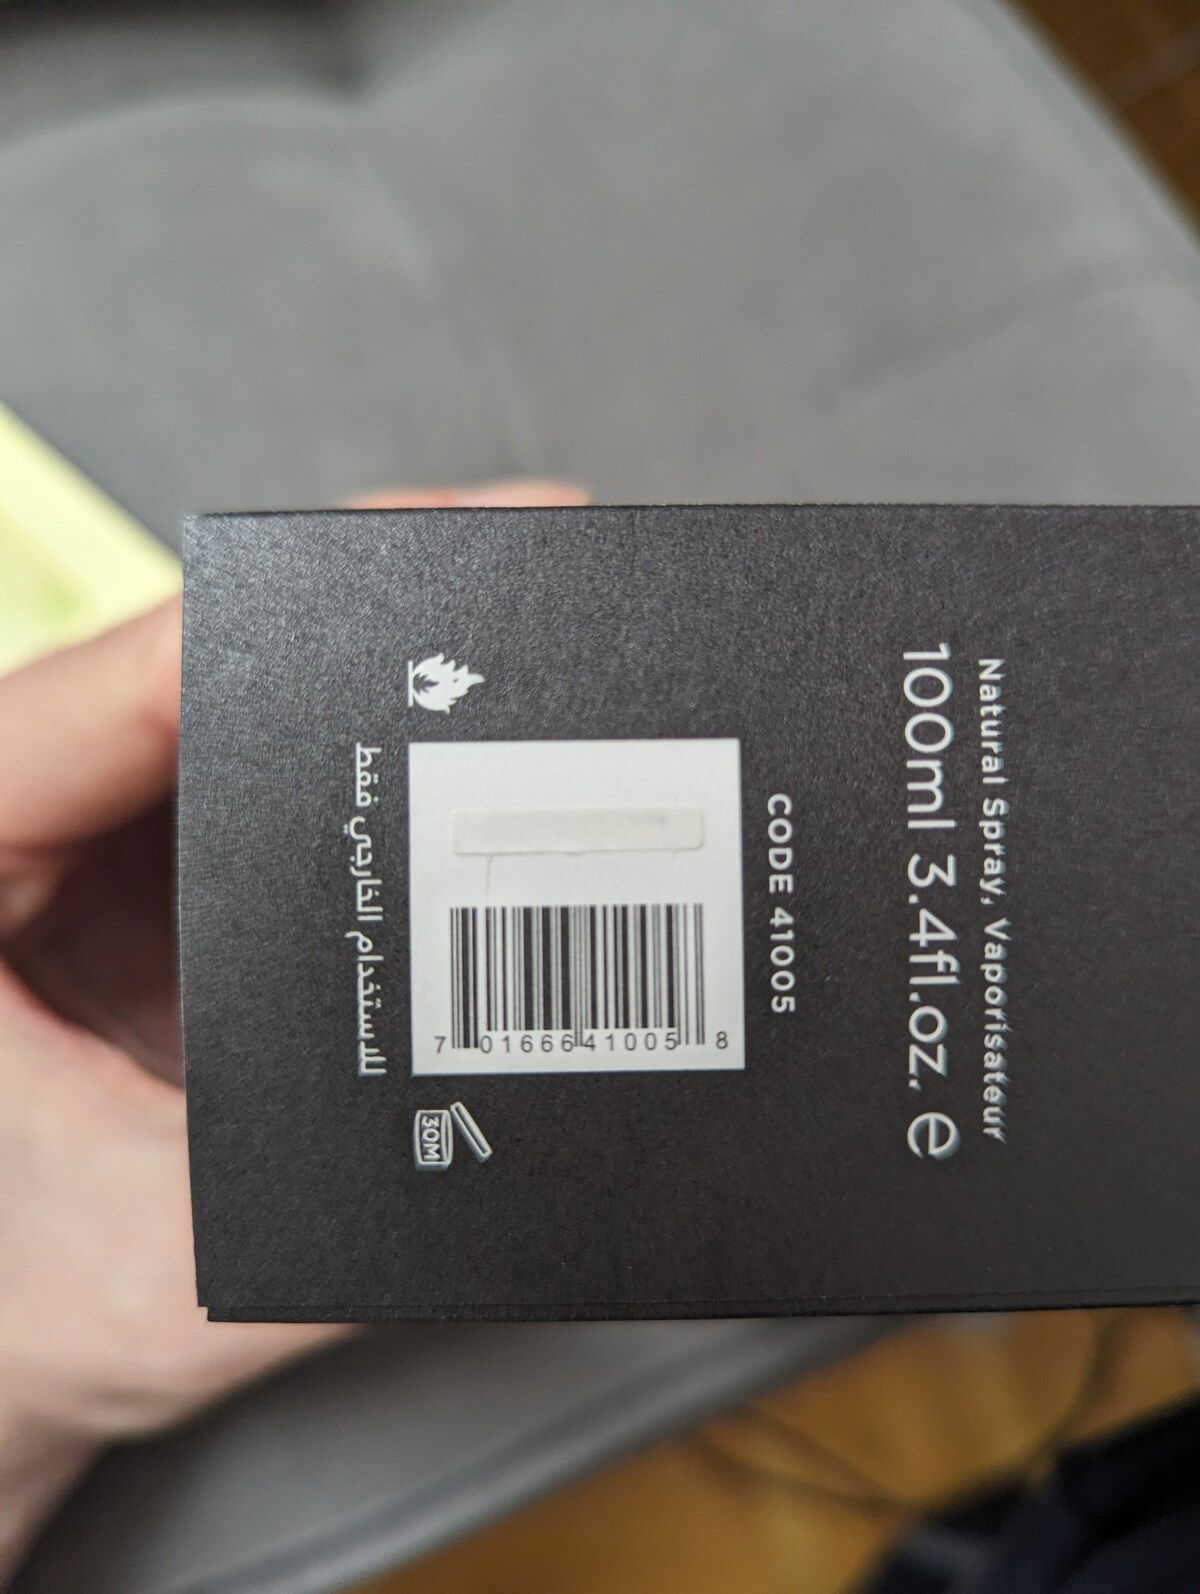 Natural Spray, Vaporisateur
100ml 3.4fl.oz. e
CODE 41005
7 01666 41005 8
30M
للاستخدام الخارجي فقط